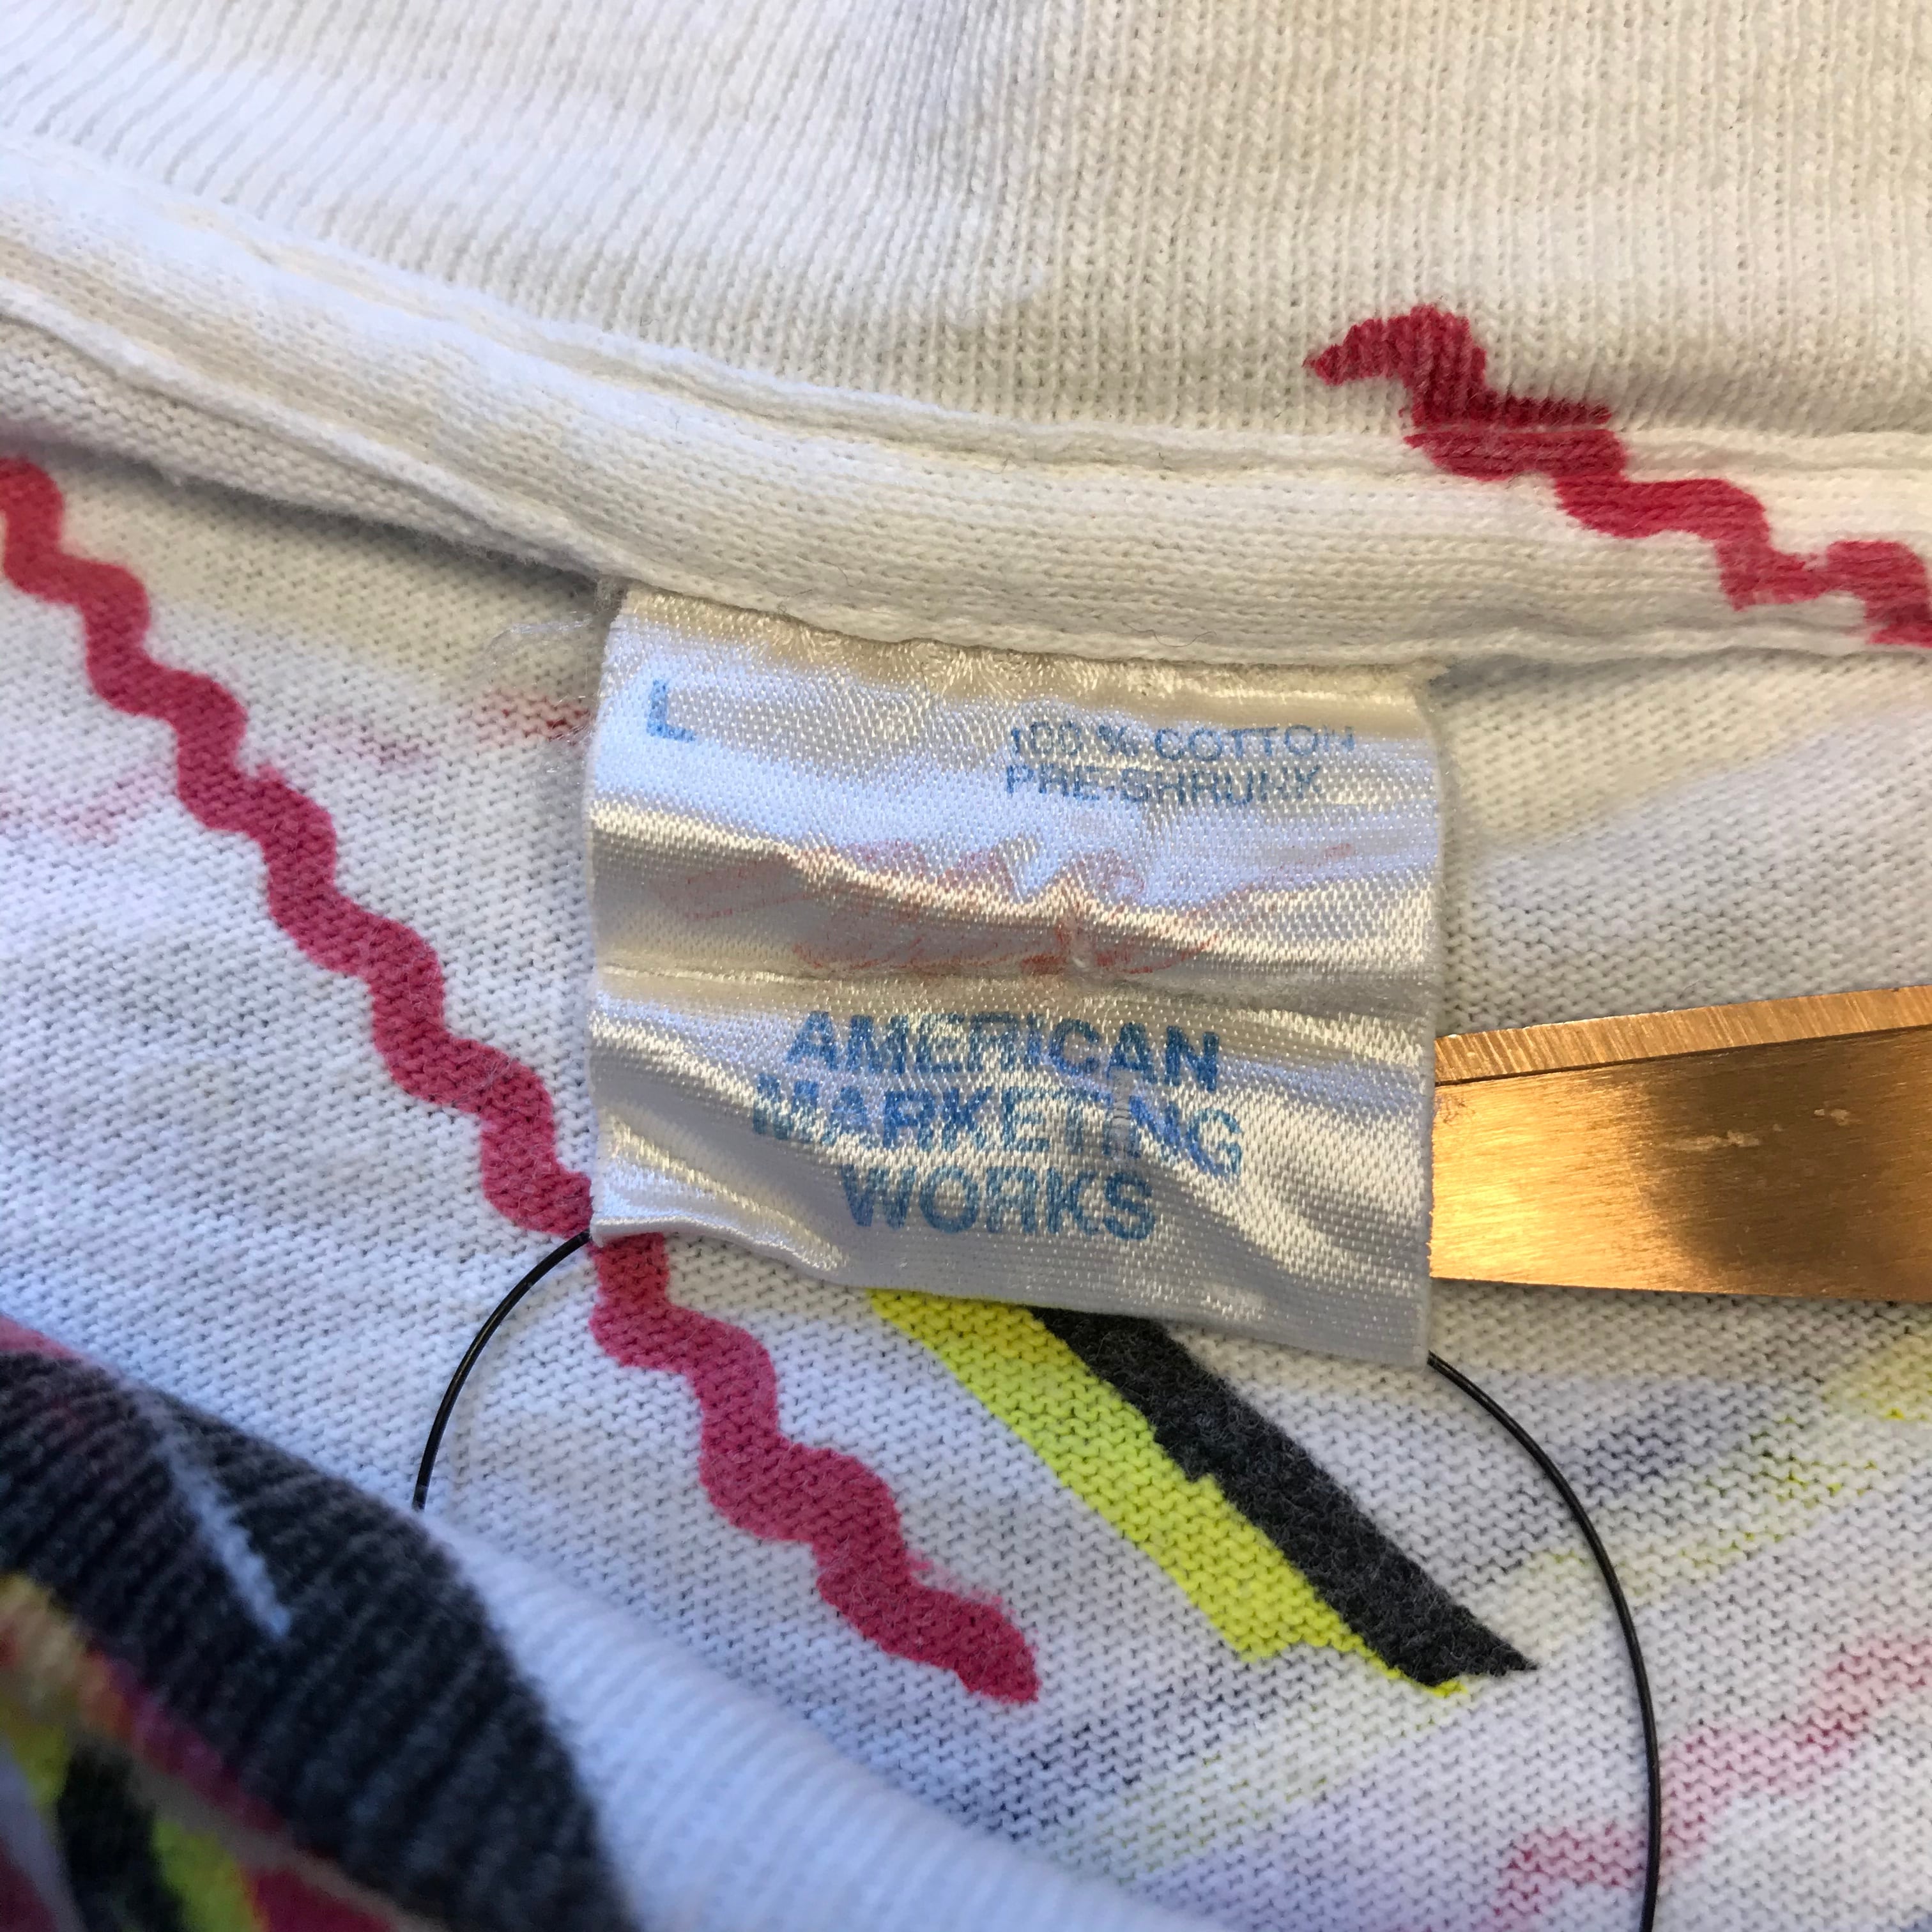 L
100% COTTON
PRE-SHRUNK
AMERICAN
MARKETING
WORKS